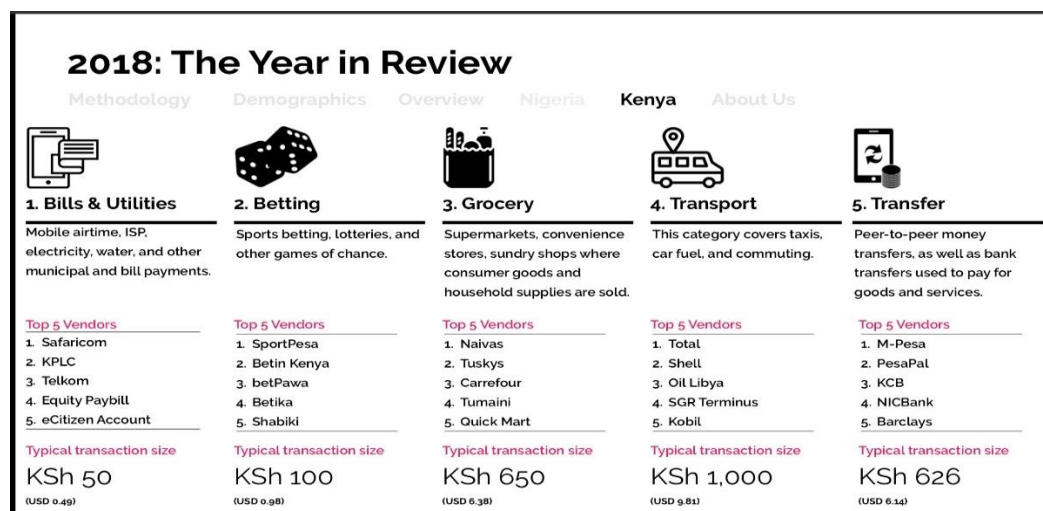 2018: The Year in Review
Methodology Demographics Overview Nigeria Kenya About Us
1. Bills & Utilities
Mobile airtime, ISP,
electricity, water, and other
municipal and bill payments.
Top 5 Vendors
1. Safaricom
2. KPLC
3. Telkom
4. Equity Paybill
5. eCitizen Account
Typical transaction size
KSh 50
(USD 0.49)
2. Betting
Sports betting, lotteries, and
other games of chance.
Top 5 Vendors
1. SportPesa
2. Betin Kenya
3. betPawa
4. Betika
5. Shabiki
Typical transaction size
KSh 100
(USD 0.98)
3. Grocery
Supermarkets, convenience
stores, sundry shops where
consumer goods and
household supplies are sold.
Top 5 Vendors
1. Naivas
2. Tuskys
3. Carrefour
4. Tumaini
5. Quick Mart
Typical transaction size
KSh 650
(USD 6.38)
4. Transport
This category covers taxis,
car fuel, and commuting.
Top 5 Vendors
1. Total
2. Shell
3. Oil Libya
4. SGR Terminus
5. Kobil
Typical transaction size
KSh 1,000
(USD 9.81)
5. Transfer
Peer-to-peer money
transfers, as well as bank
transfers used to pay for
goods and services.
Top 5 Vendors
1. M-Pesa
2. PesaPal
3. KCB
4. NICBank
5. Barclays
Typical transaction size
KSh 626
(USD 6.14)